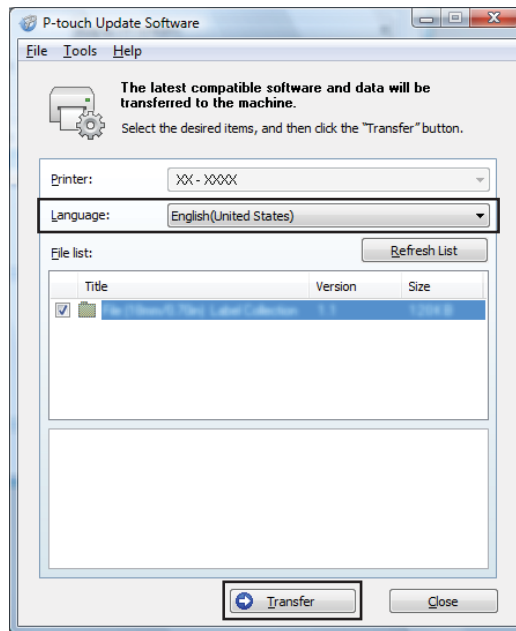 P-touch Update Software
File Tools Help
The latest compatible software and data will be
transferred to the machine.
Select the desired items, and then click the "Transfer" button.
Printer: XX - XXXX
Language: English(United States)
File list: Refresh List
Title Version Size
Transfer Close